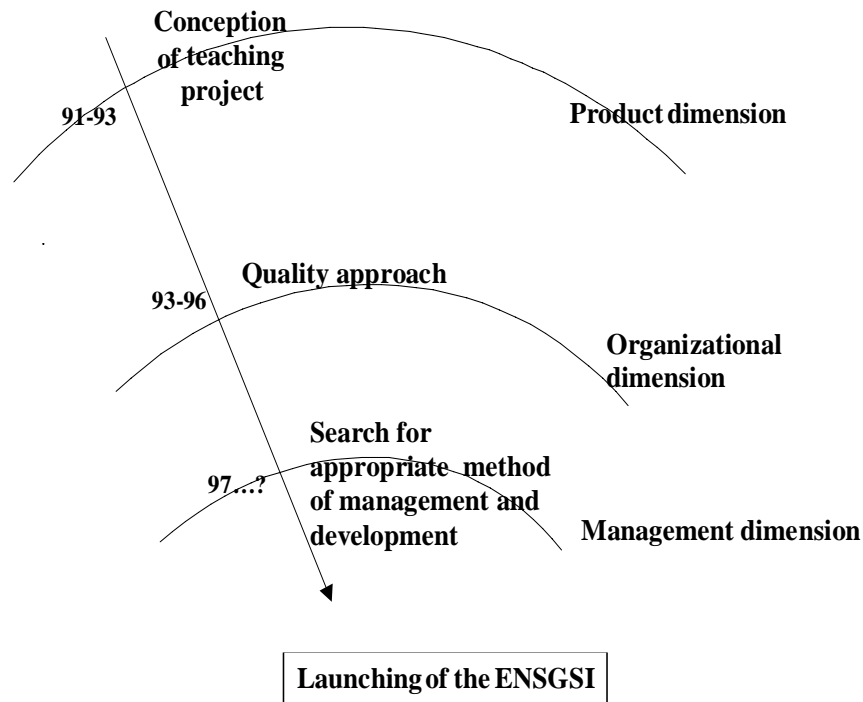 Conception
of teaching
project
91-93
Product dimension
Quality approach
93-96
Organizational
dimension
Search for
appropriate method
of management and
development
97...?
Management dimension
Launching of the ENSGSI